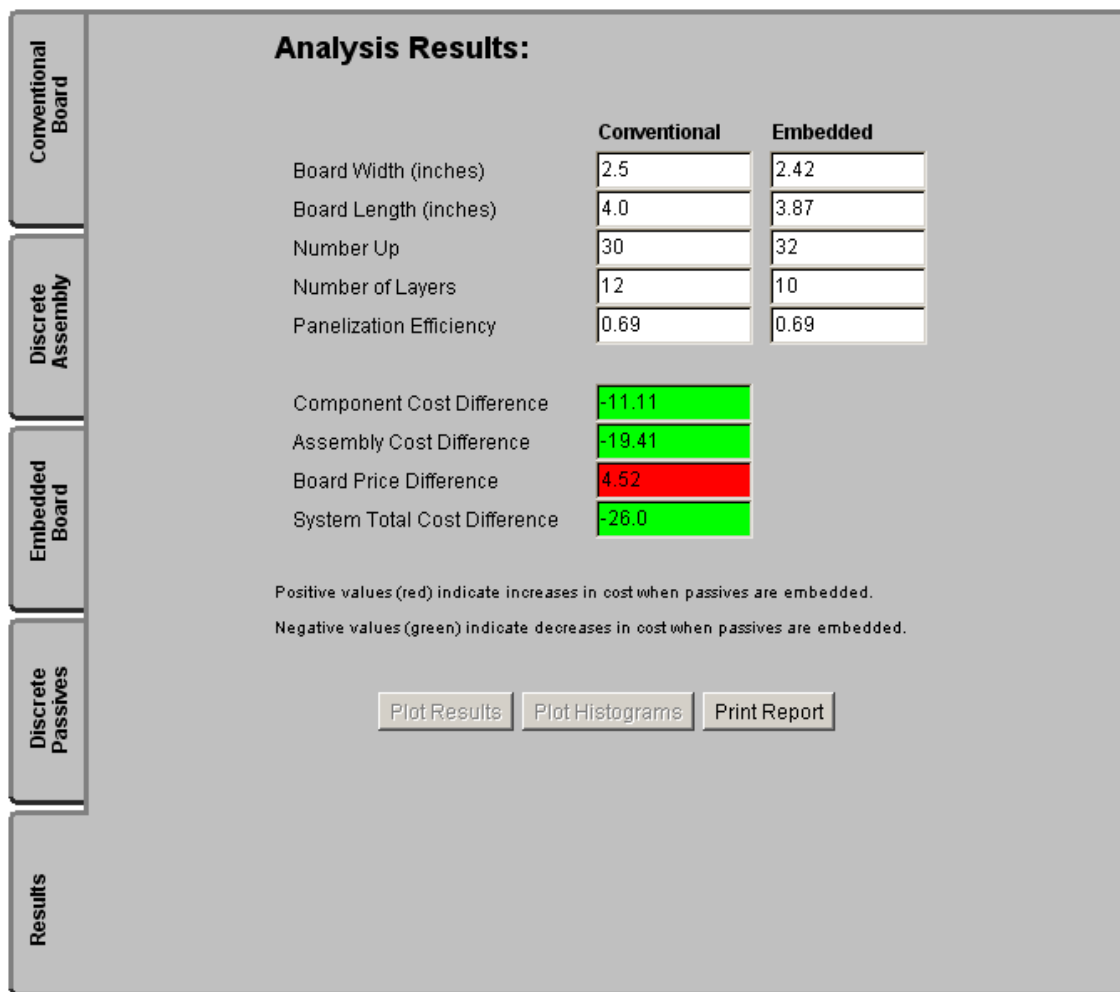 Conventional
Board
Discrete
Assembly
Embedded
Board
Discrete
Passives
Results
Analysis Results:
Conventional Embedded
Board Width (inches) 2.5 2.42
Board Length (inches) 4.0 3.87
Number Up 30 32
Number of Layers 12 10
Panelization Efficiency 0.69 0.69
Component Cost Difference -11.11
Assembly Cost Difference -19.41
Board Price Difference 4.52
System Total Cost Difference -26.0
Positive values (red) indicate increases in cost when passives are embedded.
Negative values (green) indicate decreases in cost when passives are embedded.
Plot Results Plot Histograms Print Report